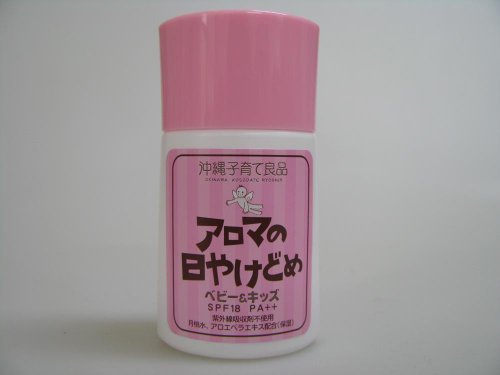 沖縄子育て良品
OKINAWA KOSODATE RYOHIN
アロマの
日やけどめ
ベビー&キッズ
SPF18 PA++
紫外線吸収剤不使用
月桃水、アロエベラエキス配合(保湿)